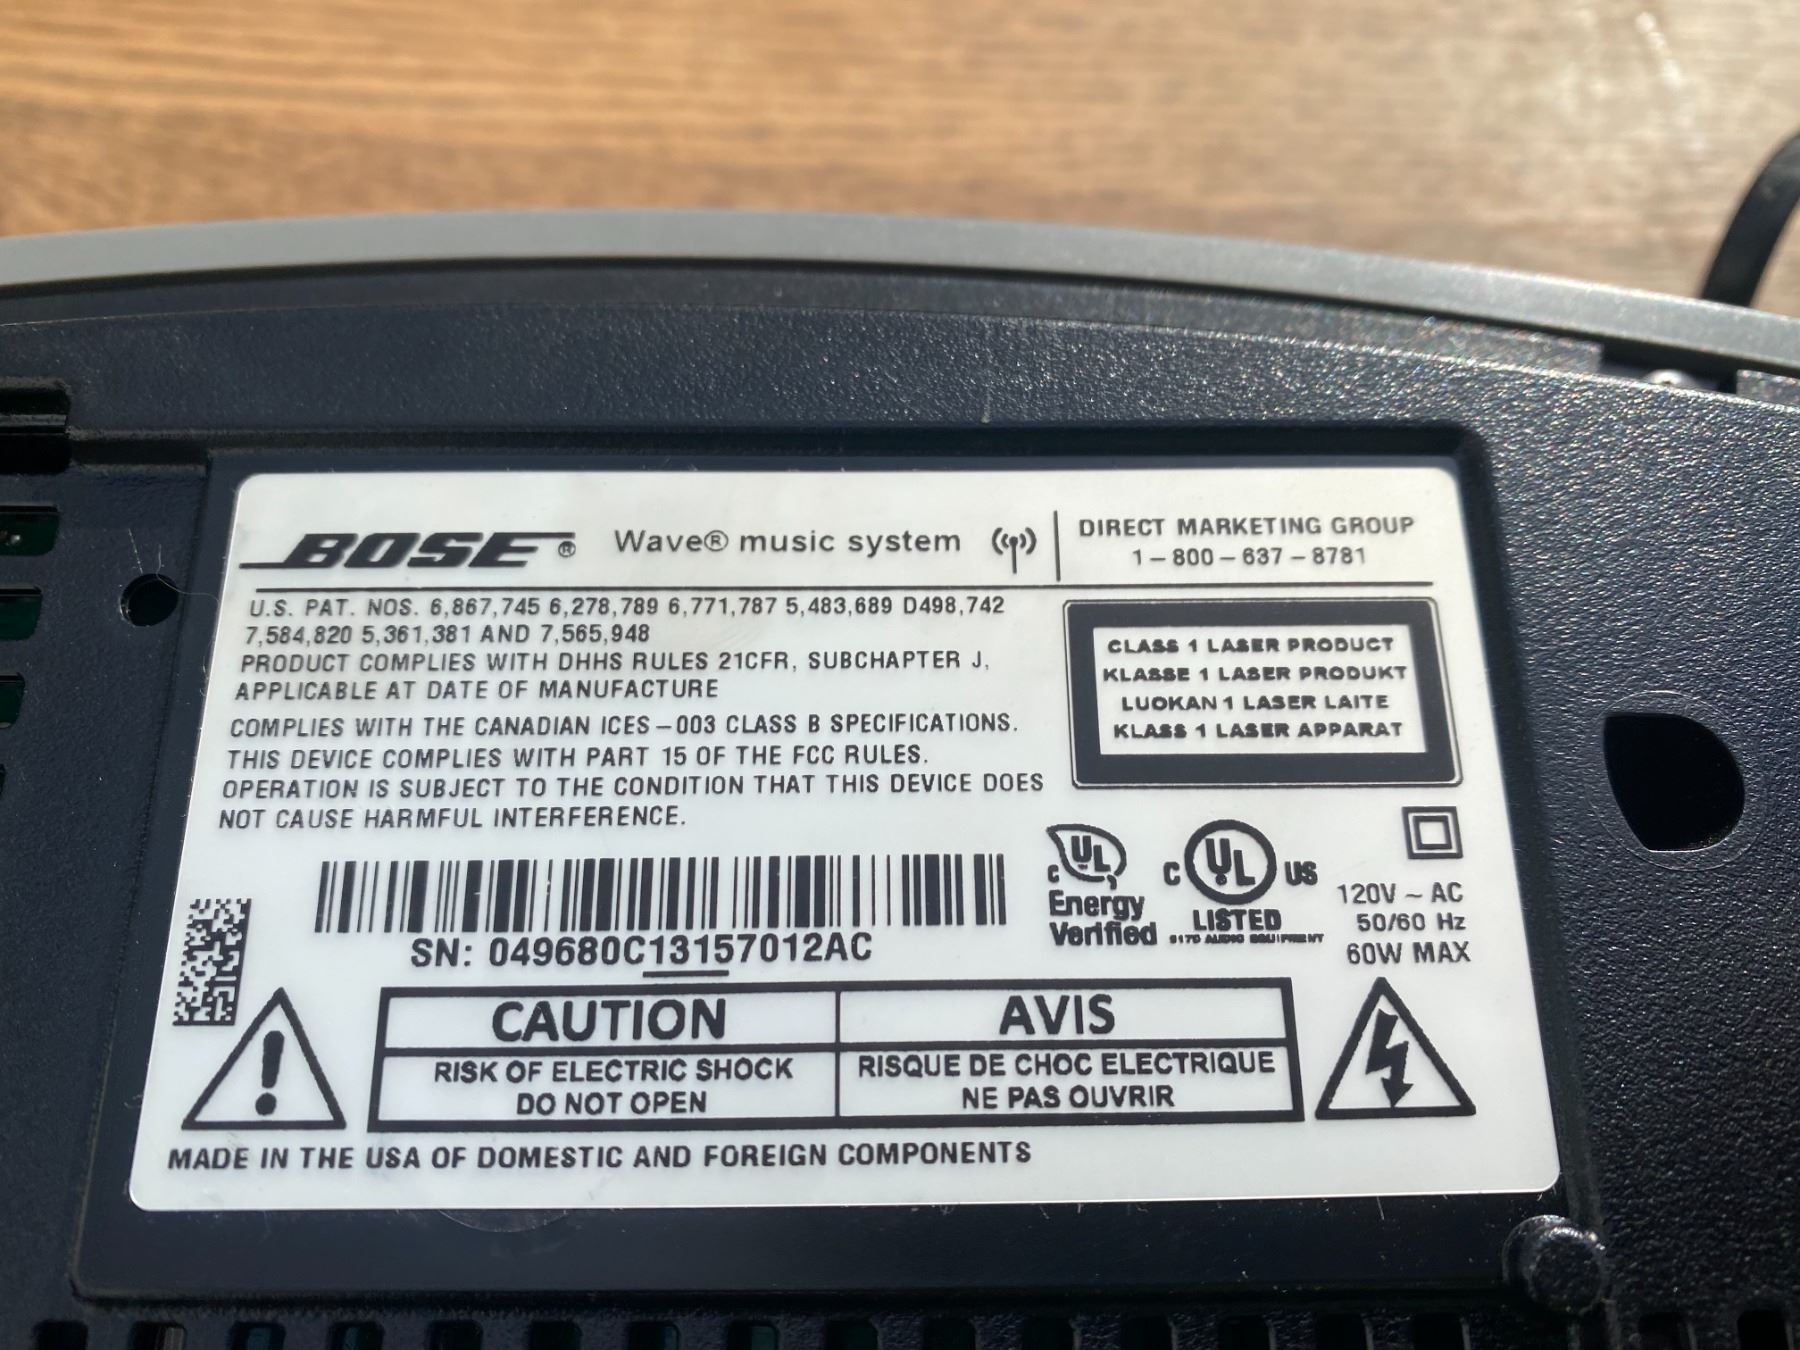 BOSE® Wave® music system
DIRECT MARKETING GROUP
1-800-637-8781
U.S. PAT. NOS. 6,867,745 6,278,789 6,771,787 5,483,689 D498,742
7,584,820 5,361,381 AND 7,565,948
PRODUCT COMPLIES WITH DHHS RULES 21CFR, SUBCHAPTER J,
APPLICABLE AT DATE OF MANUFACTURE
COMPLIES WITH THE CANADIAN ICES-003 CLASS B SPECIFICATIONS.
THIS DEVICE COMPLIES WITH PART 15 OF THE FCC RULES.
OPERATION IS SUBJECT TO THE CONDITION THAT THIS DEVICE DOES
NOT CAUSE HARMFUL INTERFERENCE.
CLASS 1 LASER PRODUCT
KLASSE 1 LASER PRODUKT
LUOKAN 1 LASER LAITE
KLASS 1 LASER APPARAT
C UL
Energy
Verified
C UL US
LISTED
9175 AUDIO EQUIPMENT
120V ~ AC
50/60 Hz
60W MAX
SN: 049680C13157012AC
CAUTION
RISK OF ELECTRIC SHOCK
DO NOT OPEN
AVIS
RISQUE DE CHOC ELECTRIQUE
NE PAS OUVRIR
MADE IN THE USA OF DOMESTIC AND FOREIGN COMPONENTS